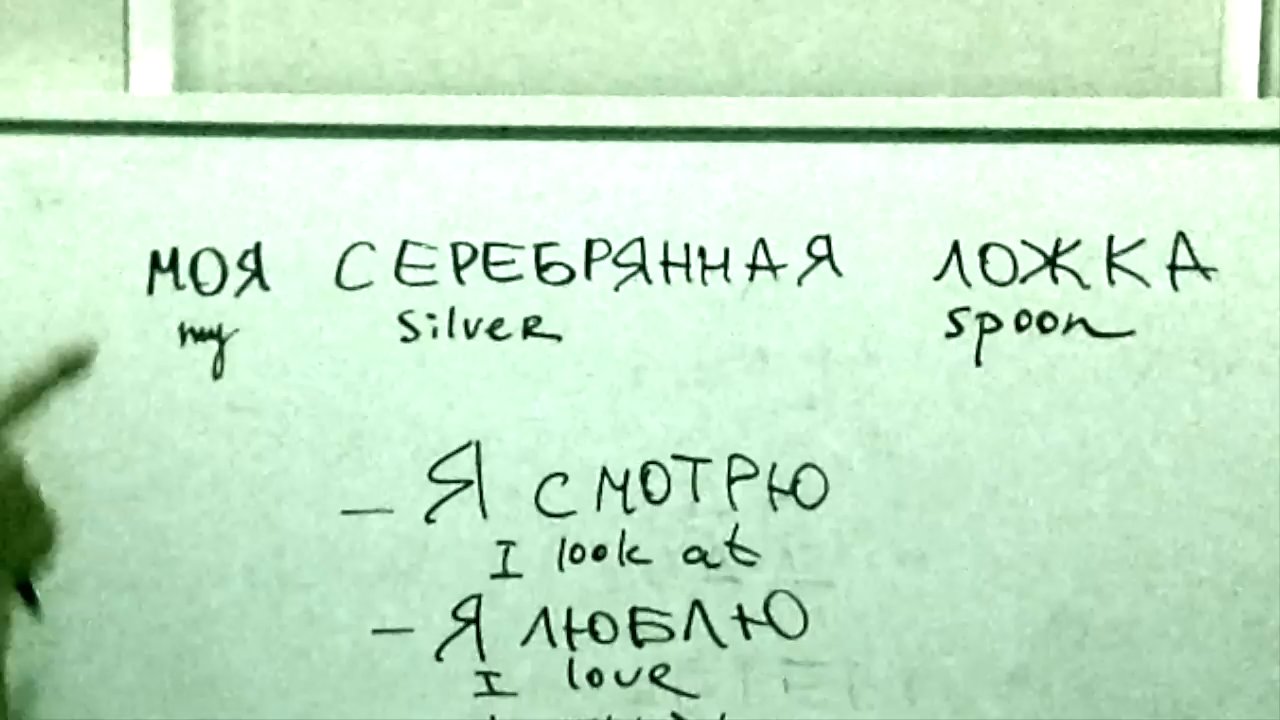 МОЯ СЕРЕБРЯННАЯ ЛОЖКА
my silver spoon
– Я СМОТРЮ
I look at
– Я ЛЮБЛЮ
I love